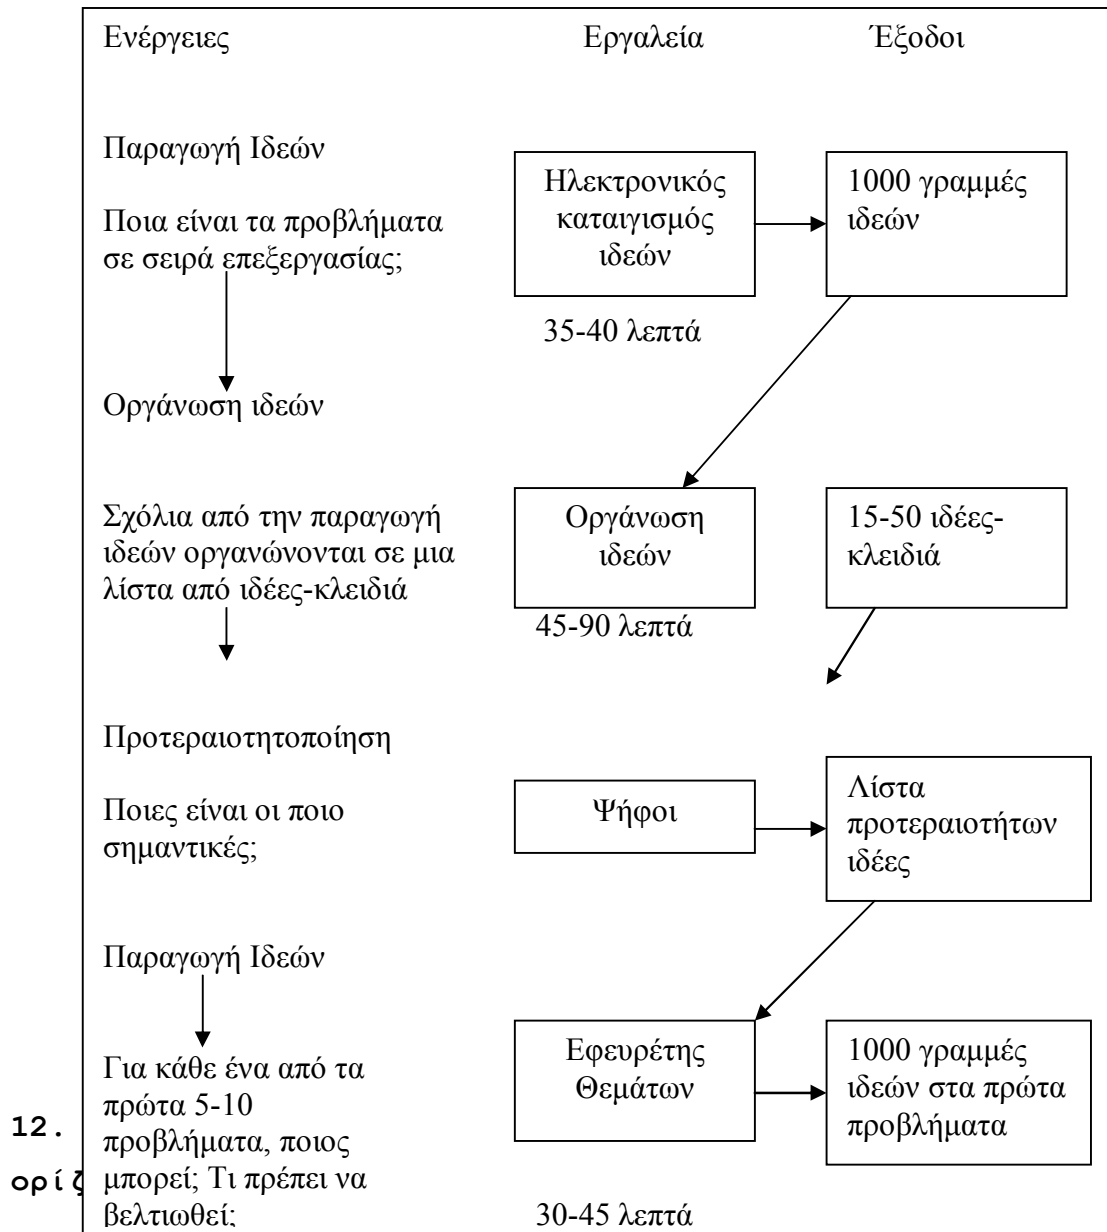 Ενέργειες Εργαλεία Έξοδοι
Παραγωγή Ιδεών
Ποια είναι τα προβλήματα
σε σειρά επεξεργασίας;
Ηλεκτρονικός
καταιγισμός
ιδεών
1000 γραμμές
ιδεών
35-40 λεπτά
Οργάνωση ιδεών
Σχόλια από την παραγωγή
ιδεών οργανώνονται σε μια
λίστα από ιδέες-κλειδιά
Οργάνωση
ιδεών
15-50 ιδέες-
κλειδιά
45-90 λεπτά
Προτεραιοτητοποίηση
Ποιες είναι οι ποιο
σημαντικές;
Ψήφοι
Λίστα
προτεραιοτήτων
ιδέες
Παραγωγή Ιδεών
Για κάθε ένα από τα
πρώτα 5-10
προβλήματα, ποιος
μπορεί; Τι πρέπει να
βελτιωθεί;
Εφευρέτης
Θεμάτων
1000 γραμμές
ιδεών στα πρώτα
προβλήματα
30-45 λεπτά
12.